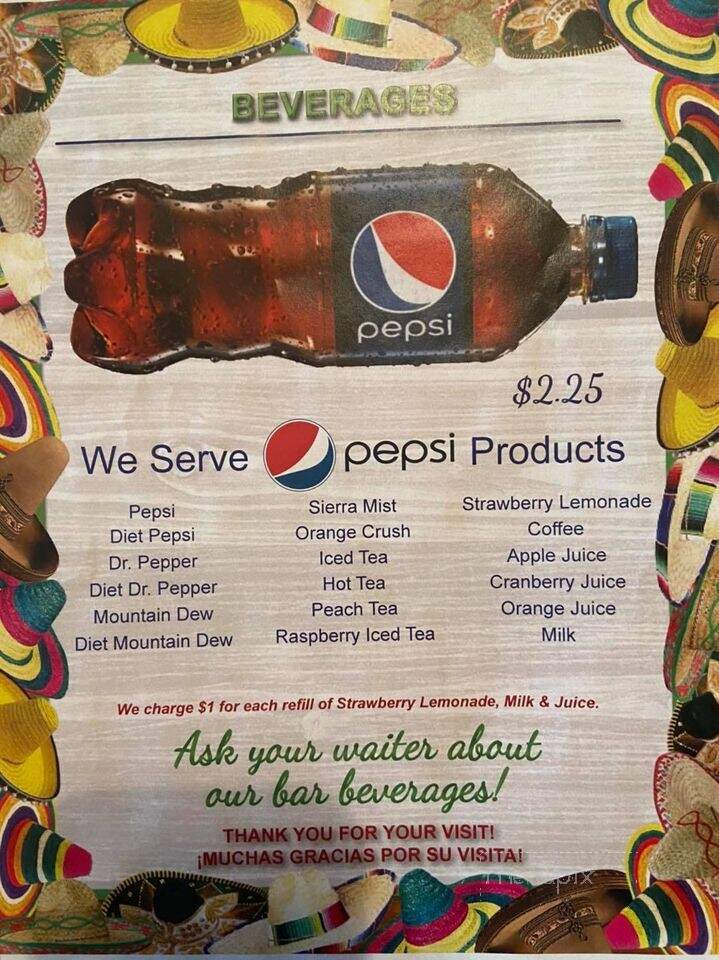 BEVERAGES
pepsi
$2.25
We Serve pepsi Products
Pepsi
Diet Pepsi
Dr. Pepper
Diet Dr. Pepper
Mountain Dew
Diet Mountain Dew
Sierra Mist
Orange Crush
Iced Tea
Hot Tea
Peach Tea
Raspberry Iced Tea
Strawberry Lemonade
Coffee
Apple Juice
Cranberry Juice
Orange Juice
Milk
We charge $1 for each refill of Strawberry Lemonade, Milk & Juice.
Ask your waiter about
our bar beverages!
THANK YOU FOR YOUR VISIT!
¡MUCHAS GRACIAS POR SU VISITA!